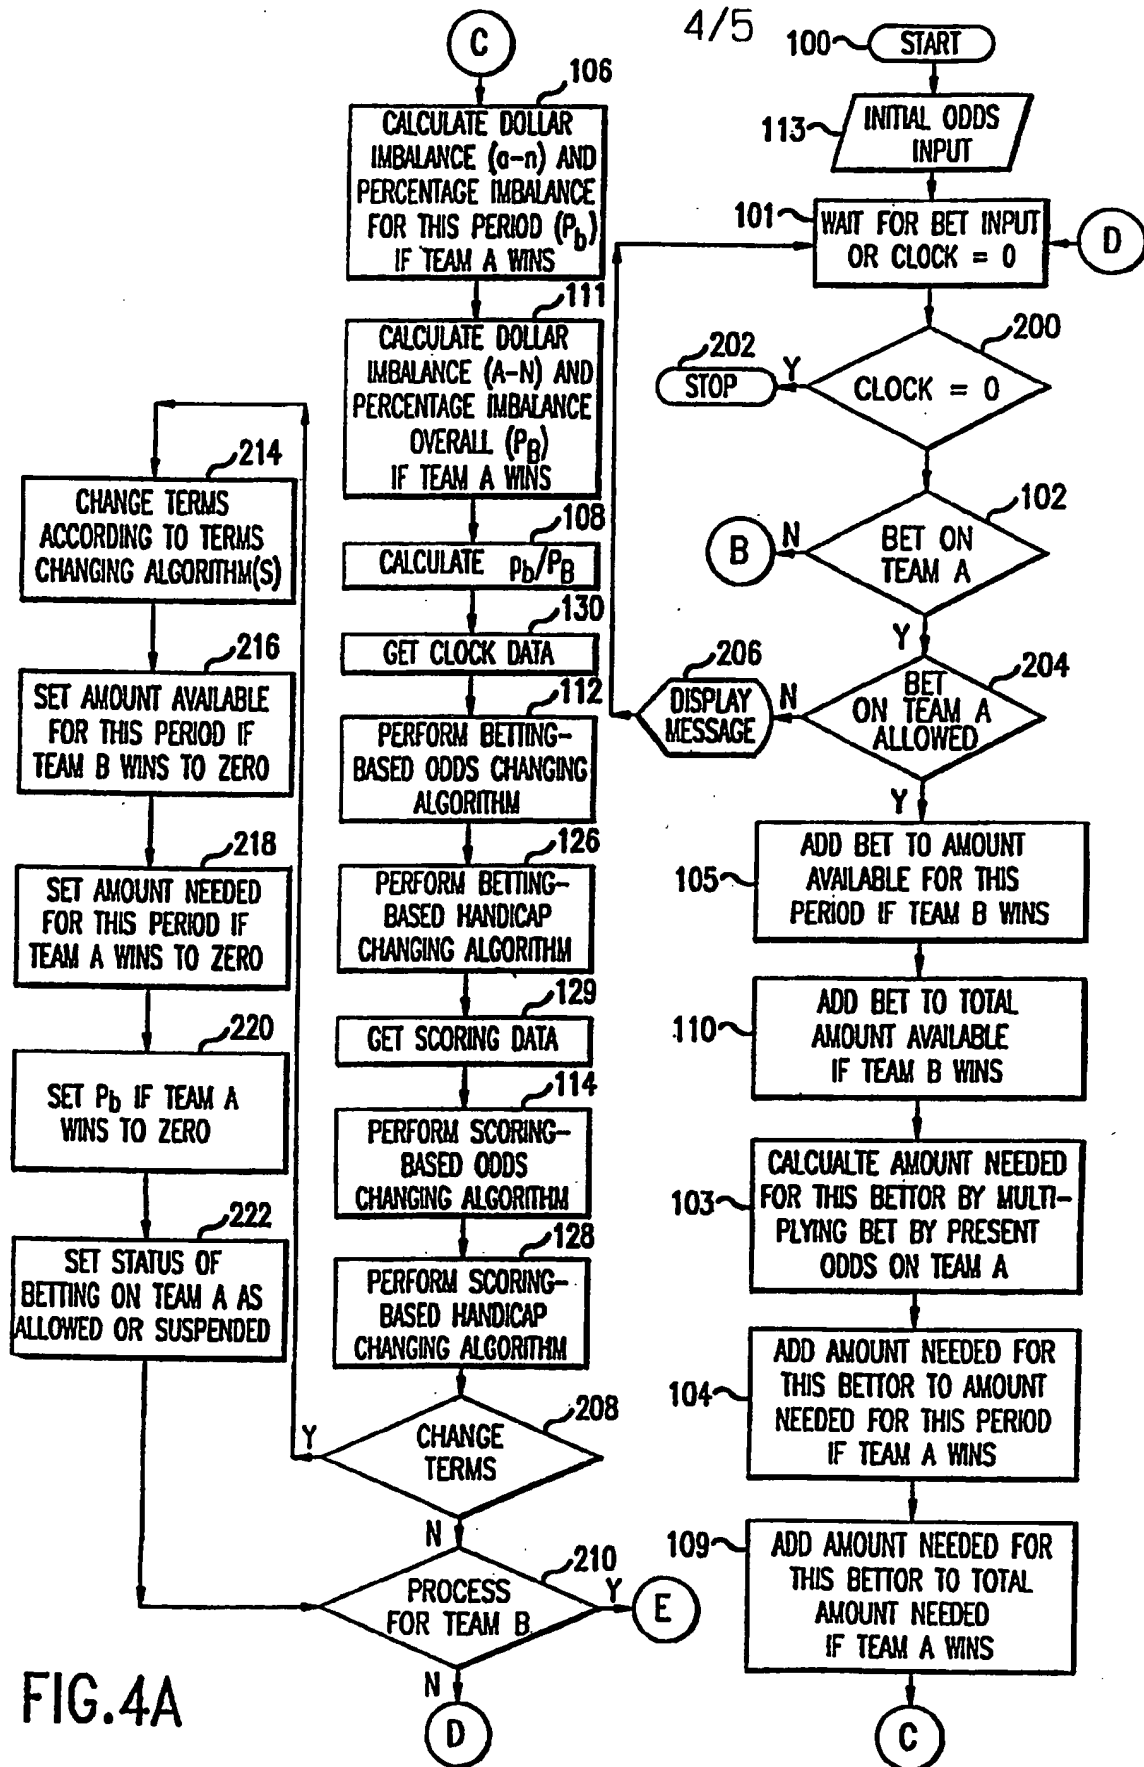 4/5
100
START
113
INITIAL ODDS
INPUT
101
WAIT FOR BET INPUT
OR CLOCK = 0
D
200
CLOCK = 0
Y
202
STOP
102
BET ON
TEAM A
N
B
Y
204
BET
ON TEAM A
ALLOWED
N
206
DISPLAY
MESSAGE
Y
105
ADD BET TO AMOUNT
AVAILABLE FOR THIS
PERIOD IF TEAM B WINS
110
ADD BET TO TOTAL
AMOUNT AVAILABLE
IF TEAM B WINS
103
CALCUALTE AMOUNT NEEDED
FOR THIS BETTOR BY MULTI-
PLYING BET BY PRESENT
ODDS ON TEAM A
104
ADD AMOUNT NEEDED FOR
THIS BETTOR TO AMOUNT
NEEDED FOR THIS PERIOD
IF TEAM A WINS
109
ADD AMOUNT NEEDED FOR
THIS BETTOR TO TOTAL
AMOUNT NEEDED
IF TEAM A WINS
C
C
106
CALCULATE DOLLAR
IMBALANCE (a-n) AND
PERCENTAGE IMBALANCE
FOR THIS PERIOD (Pb)
IF TEAM A WINS
111
CALCULATE DOLLAR
IMBALANCE (A-N) AND
PERCENTAGE IMBALANCE
OVERALL (PB)
IF TEAM A WINS
108
CALCULATE Pb/PB
130
GET CLOCK DATA
112
PERFORM BETTING-
BASED ODDS CHANGING
ALGORITHM
126
PERFORM BETTING-
BASED HANDICAP
CHANGING ALGORITHM
129
GET SCORING DATA
114
PERFORM SCORING-
BASED ODDS
CHANGING ALGORITHM
128
PERFORM SCORING-
BASED HANDICAP
CHANGING ALGORITHM
208
CHANGE
TERMS
Y
N
210
PROCESS
FOR TEAM B
Y
E
N
D
214
CHANGE TERMS
ACCORDING TO TERMS
CHANGING ALGORITHM(S)
216
SET AMOUNT AVAILABLE
FOR THIS PERIOD IF
TEAM B WINS TO ZERO
218
SET AMOUNT NEEDED
FOR THIS PERIOD IF
TEAM A WINS TO ZERO
220
SET Pb IF TEAM A
WINS TO ZERO
222
SET STATUS OF
BETTING ON TEAM A AS
ALLOWED OR SUSPENDED
FIG.4A